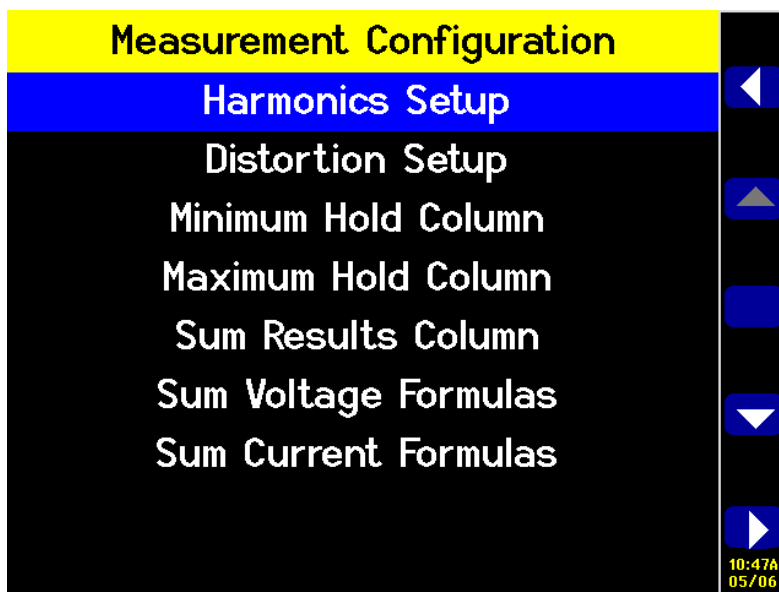 Measurement Configuration
Harmonics Setup
Distortion Setup
Minimum Hold Column
Maximum Hold Column
Sum Results Column
Sum Voltage Formulas
Sum Current Formulas
10:47A
05/06